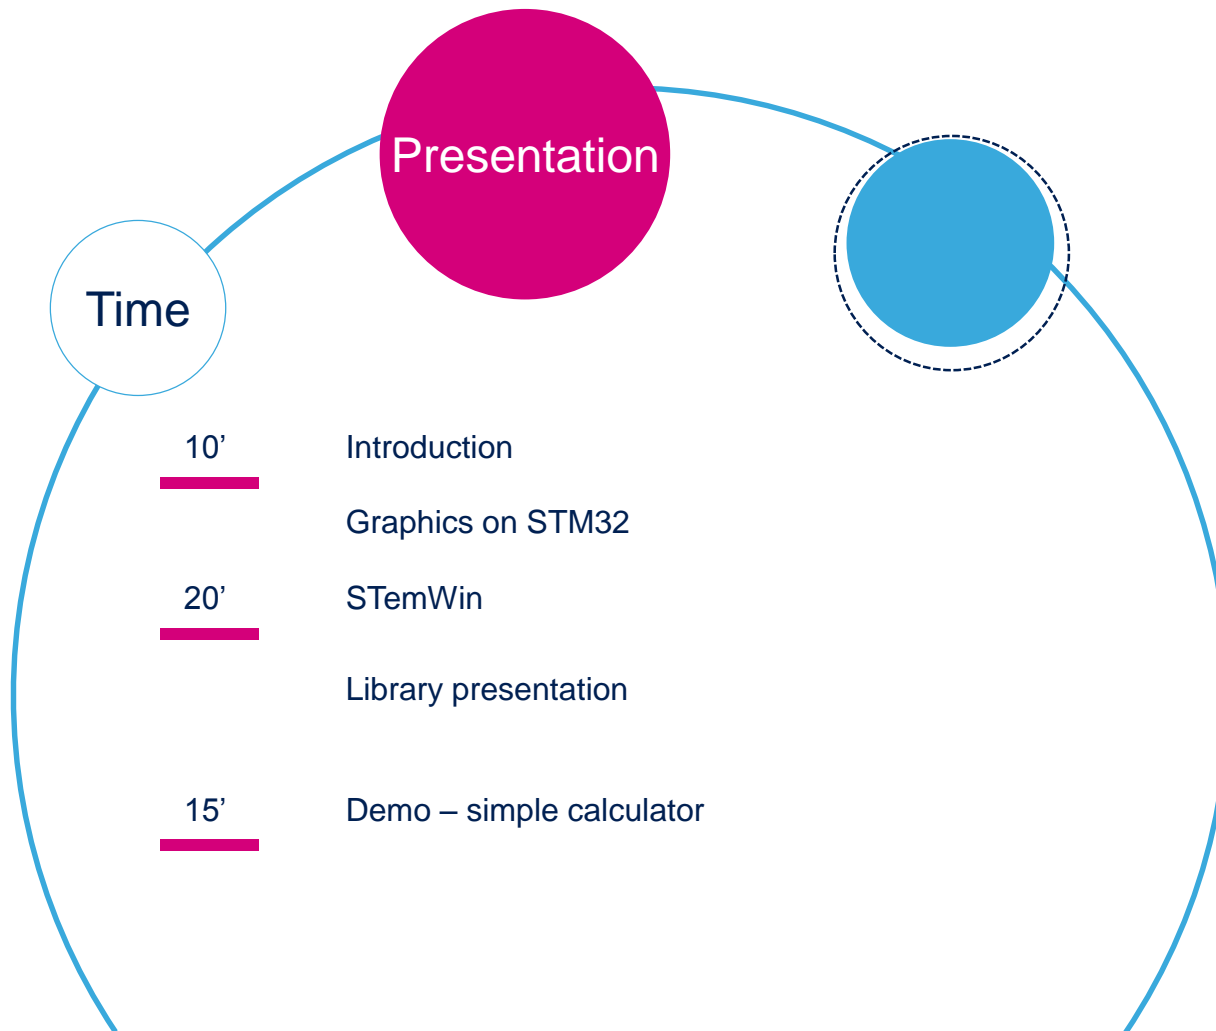 Presentation
Time
10’ Introduction
Graphics on STM32
20’ STemWin
Library presentation
15’ Demo – simple calculator